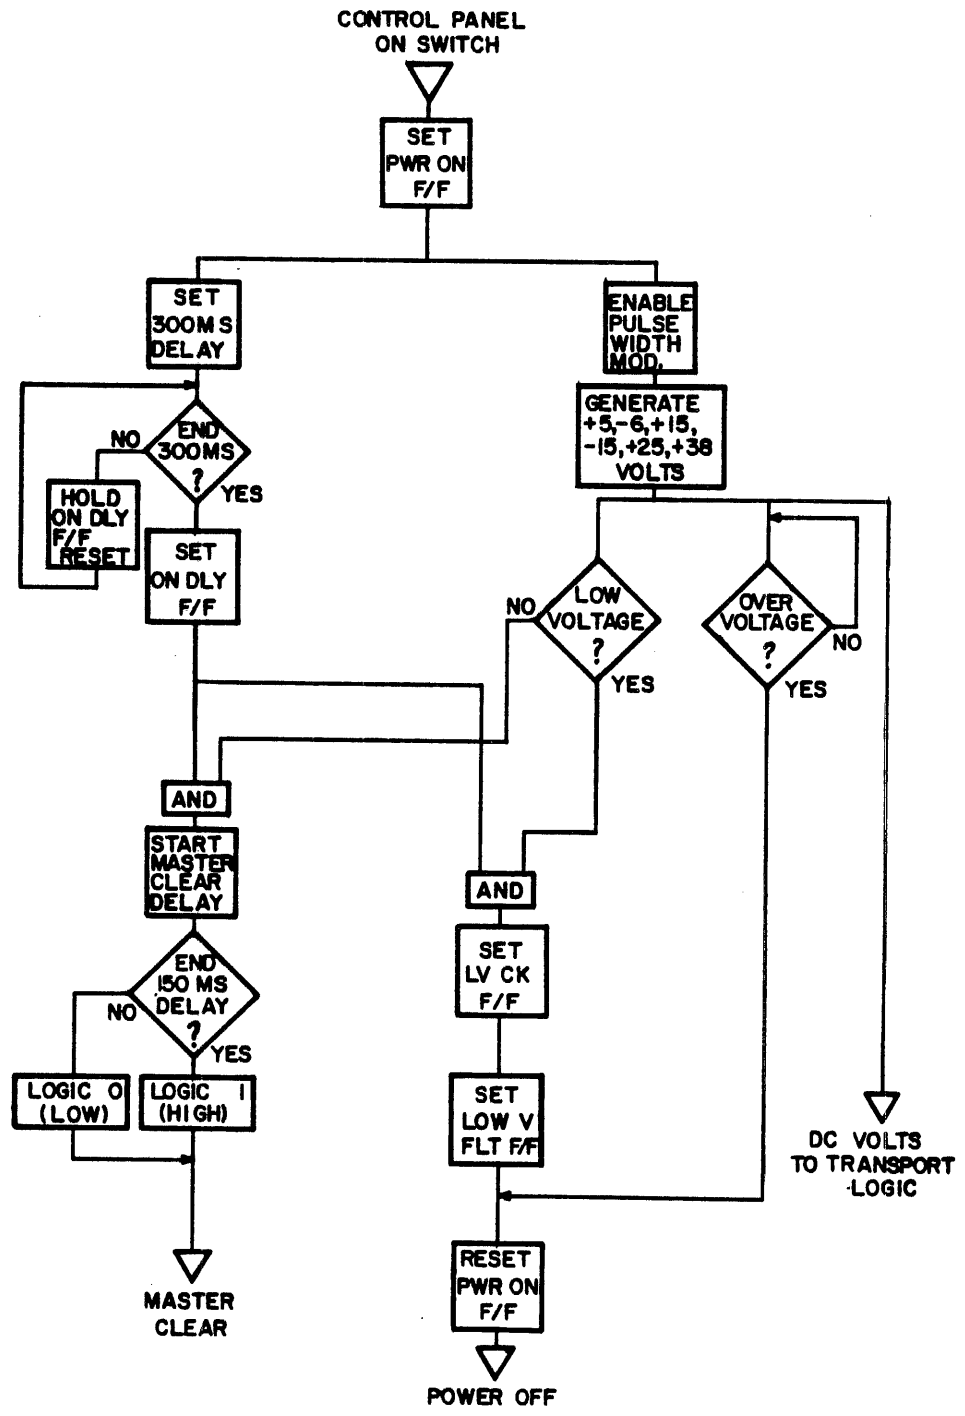 CONTROL PANEL
ON SWITCH
SET
PWR ON
F/F
SET
300MS
DELAY
ENABLE
PULSE
WIDTH
MOD.
GENERATE
+5,-6,+15,
-15,+25,+38
VOLTS
END
300MS
?
NO
YES
HOLD
ON DLY
F/F
RESET
SET
ON DLY
F/F
LOW
VOLTAGE
?
NO
YES
OVER
VOLTAGE
?
NO
YES
AND
START
MASTER
CLEAR
DELAY
AND
SET
LV CK
F/F
END
150 MS
DELAY
?
NO
YES
LOGIC 0
(LOW)
LOGIC 1
(HIGH)
SET
LOW V
FLT F/F
DC VOLTS
TO TRANSPORT
LOGIC
RESET
PWR ON
F/F
MASTER
CLEAR
POWER OFF